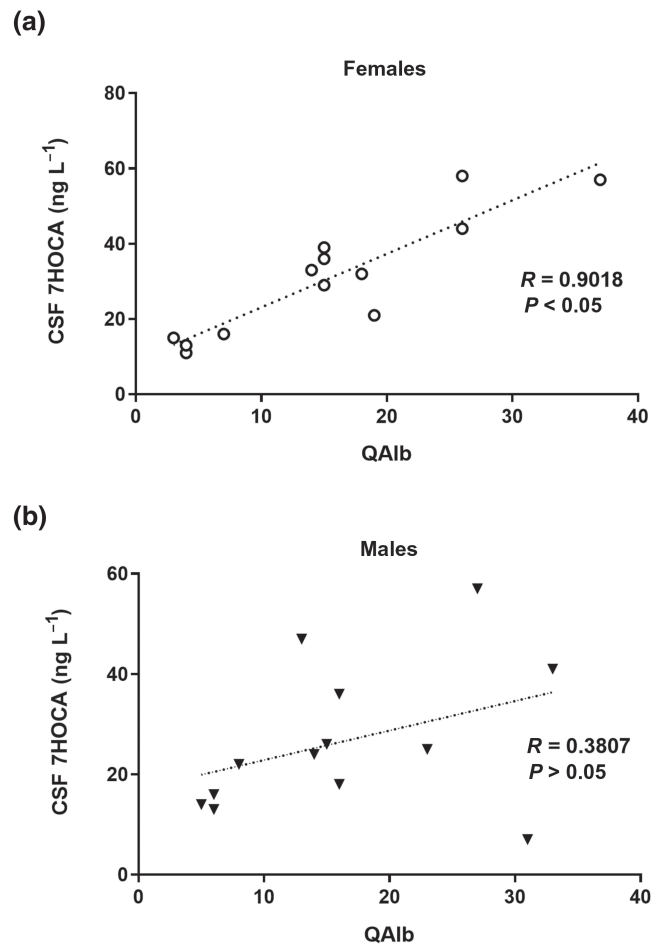 (a)
Females
80
60
40
20
0
CSF 7HOCA (ng L⁻¹)
R = 0.9018
P < 0.05
0 10 20 30 40
QAlb
(b)
Males
60
40
20
0
CSF 7HOCA (ng L⁻¹)
R = 0.3807
P > 0.05
0 10 20 30 40
QAlb